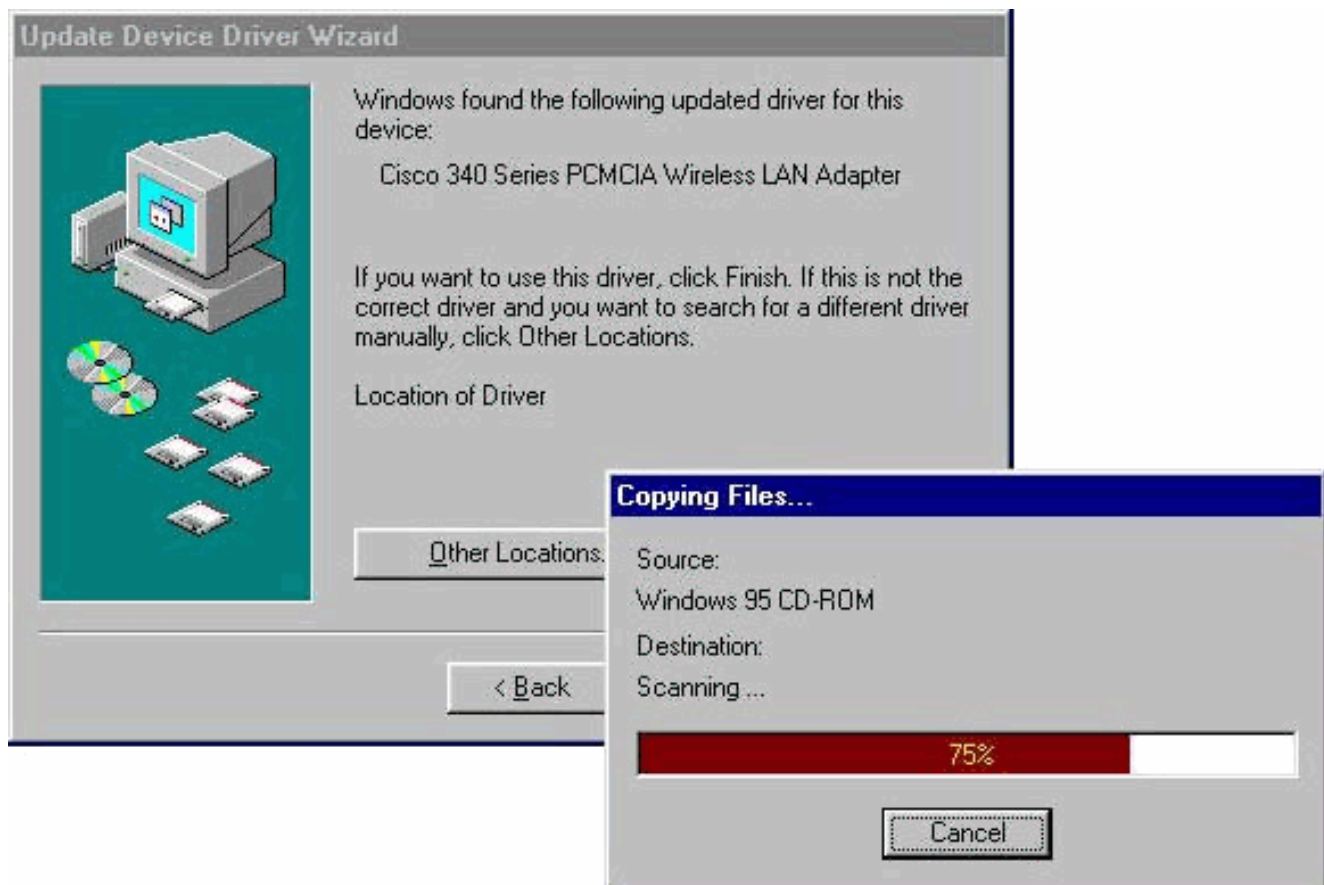 Update Device Driver Wizard
Windows found the following updated driver for this
device:
Cisco 340 Series PCMCIA Wireless LAN Adapter
If you want to use this driver, click Finish. If this is not the
correct driver and you want to search for a different driver
manually, click Other Locations.
Location of Driver
Other Locations.
< Back
Copying Files...
Source:
Windows 95 CD-ROM
Destination:
Scanning ...
75%
Cancel